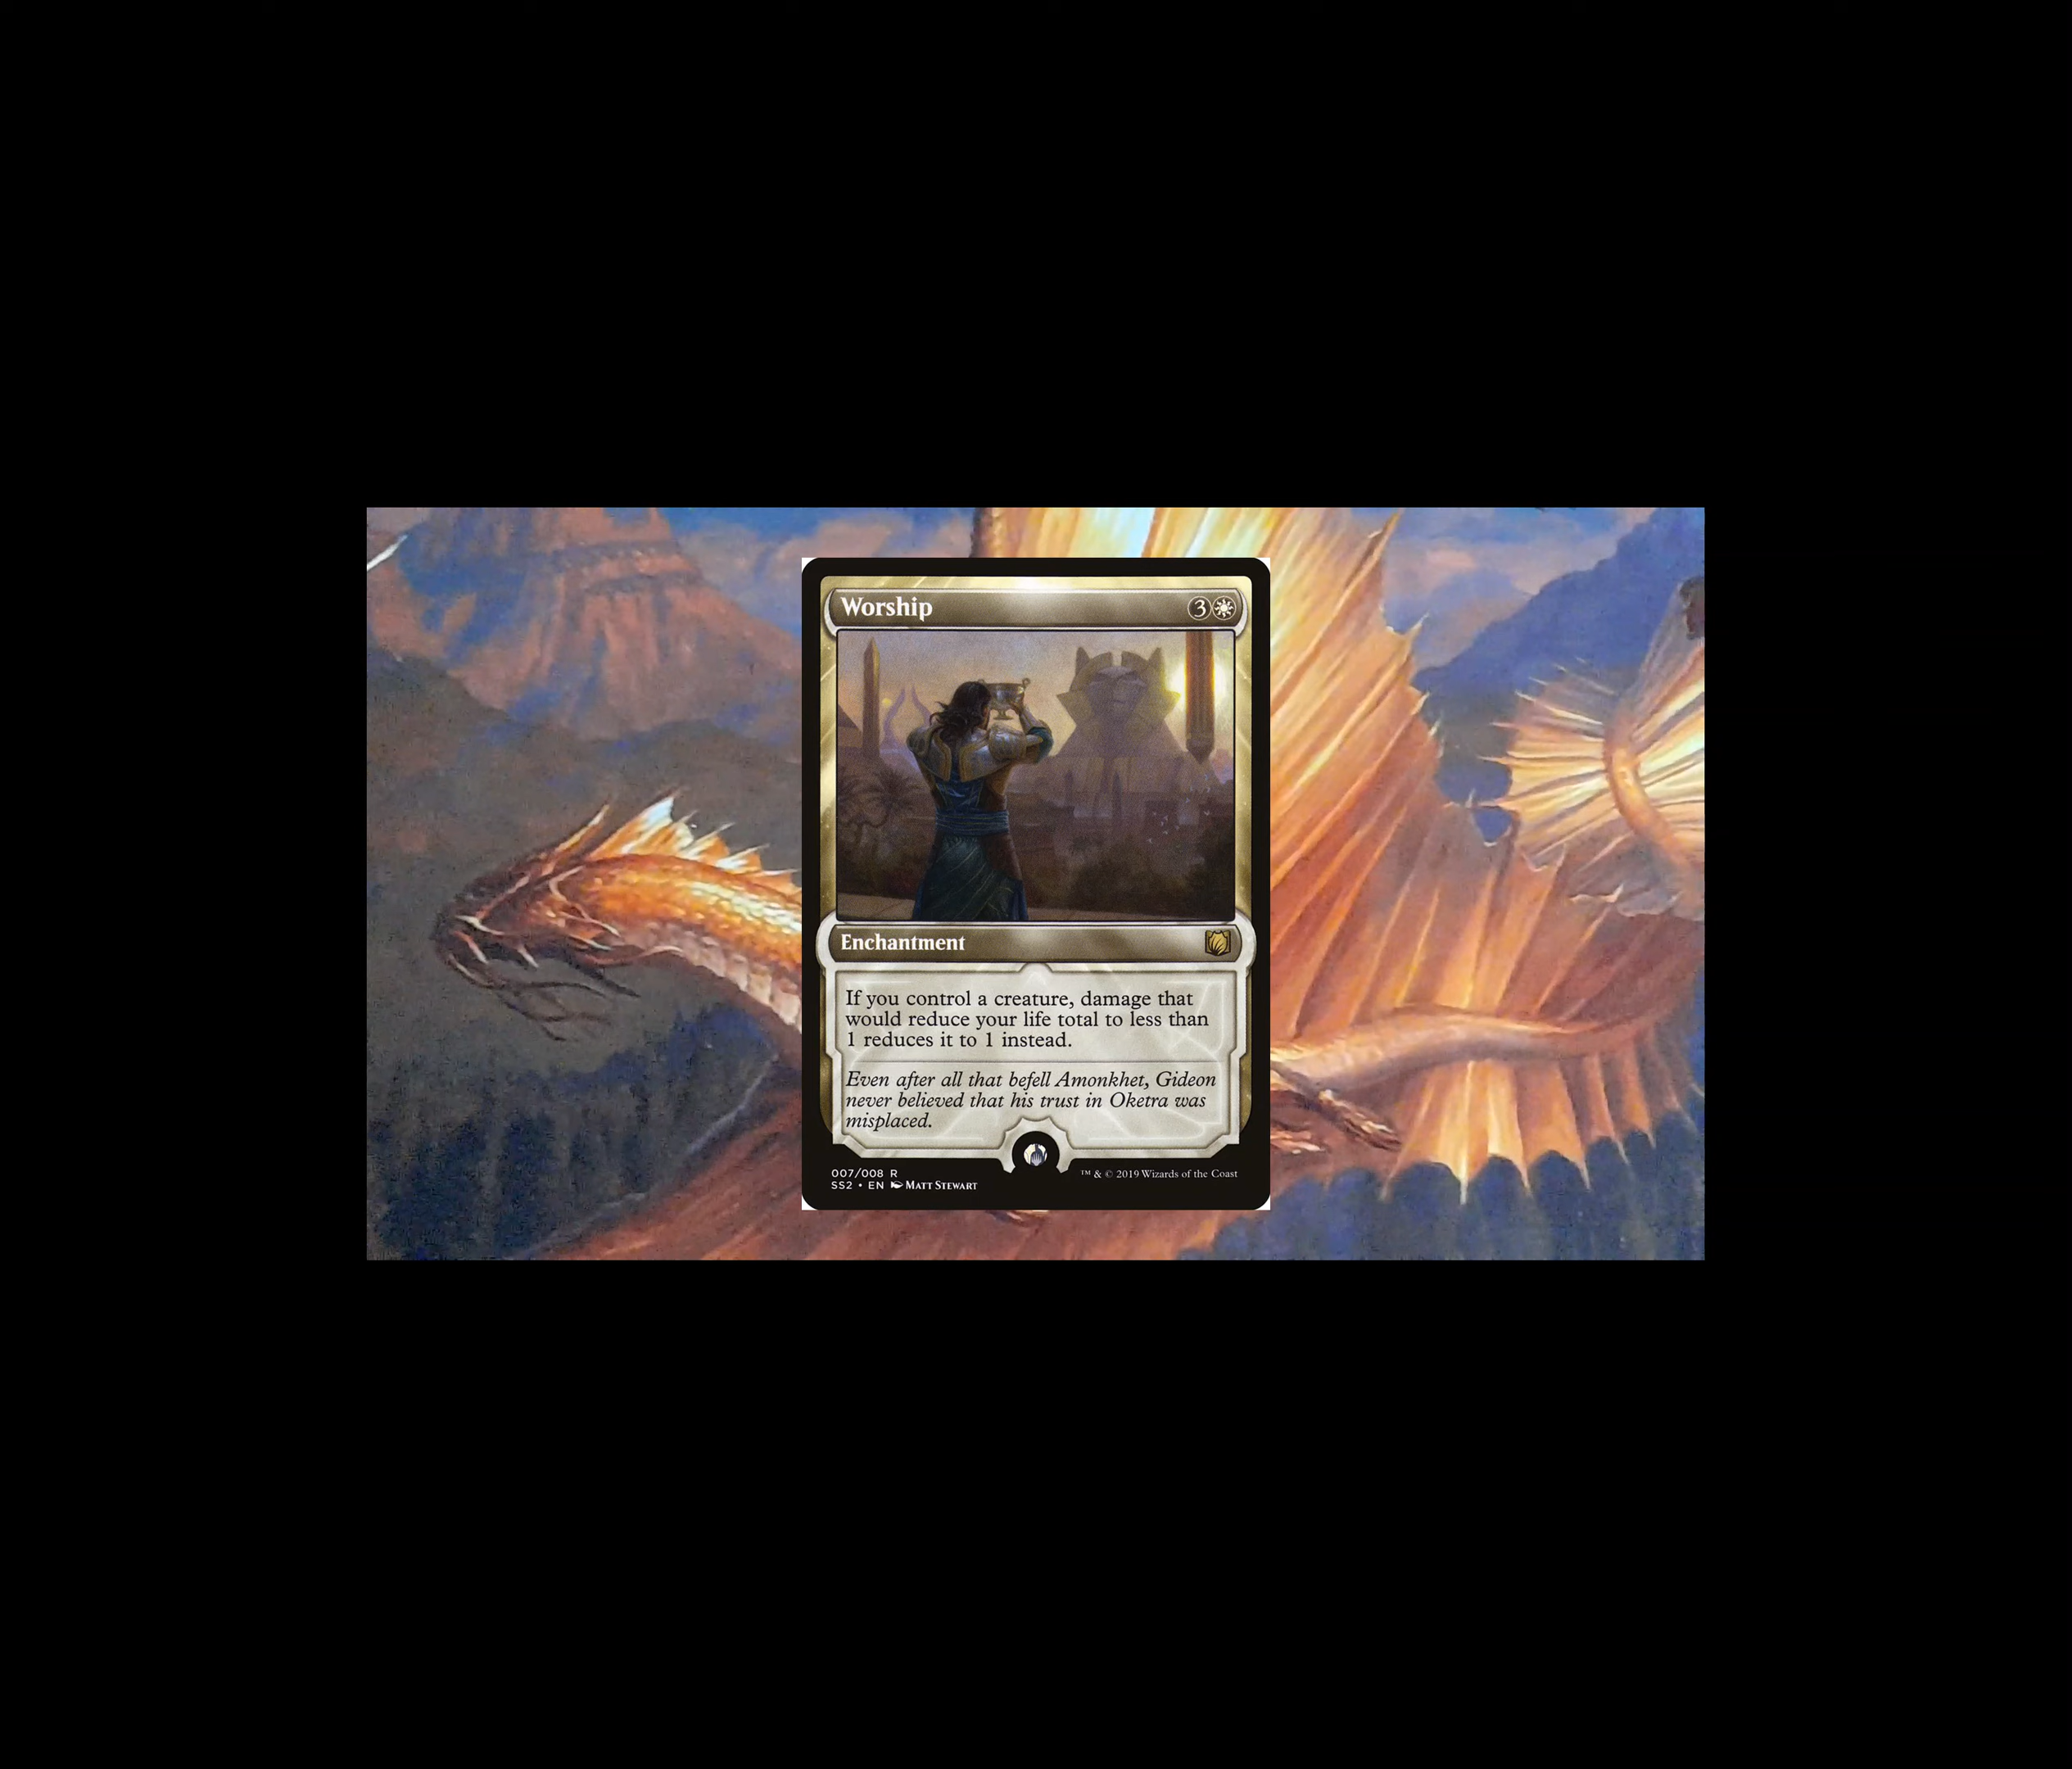 Worship 3
Enchantment
If you control a creature, damage that
would reduce your life total to less than
1 reduces it to 1 instead.
Even after all that befell Amonkhet, Gideon
never believed that his trust in Oketra was
misplaced.
007/008 R
SS2 • EN MATT STEWART
™ & © 2019 Wizards of the Coast